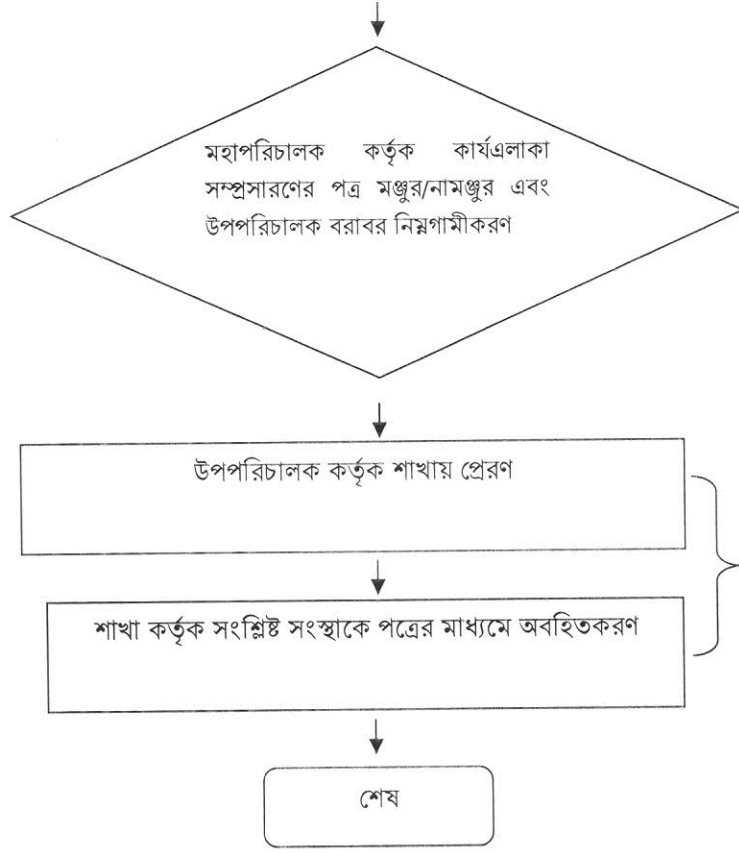 মহাপরিচালক কর্তৃক কার্যএলাকা
সম্প্রসারণের পত্র মঞ্জুর/নামঞ্জুর এবং
উপপরিচালক বরাবর নিম্নগামীকরণ
উপপরিচালক কর্তৃক শাখায় প্রেরণ
শাখা কর্তৃক সংশ্লিষ্ট সংস্থাকে পত্রের মাধ্যমে অবহিতকরণ
শেষ